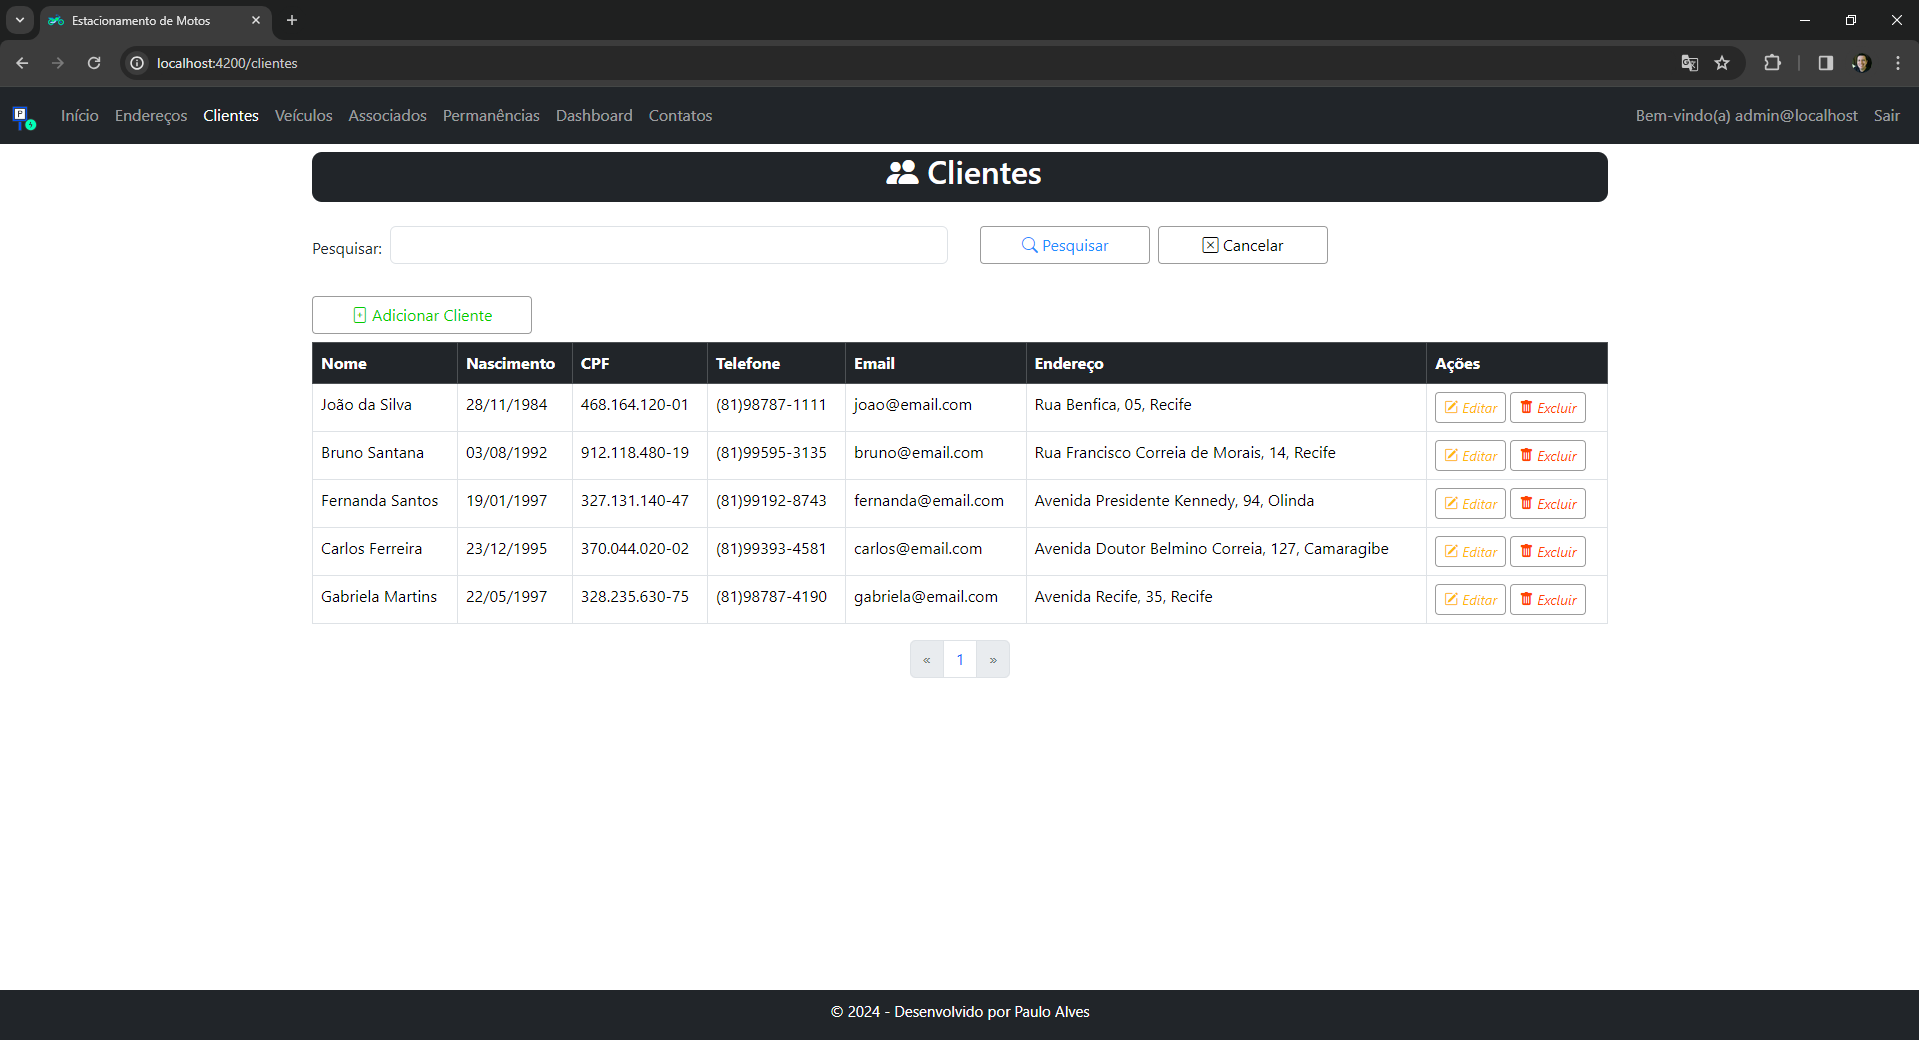 Estacionamento de Motos
localhost:4200/clientes
P
Início Endereços Clientes Veículos Associados Permanências Dashboard Contatos Bem-vindo(a) admin@localhost Sair
Clientes
Pesquisar: Pesquisar Cancelar
Adicionar Cliente
Nome Nascimento CPF Telefone Email Endereço Ações
João da Silva 28/11/1984 468.164.120-01 (81)98787-1111 joao@email.com Rua Benfica, 05, Recife Editar Excluir
Bruno Santana 03/08/1992 912.118.480-19 (81)99595-3135 bruno@email.com Rua Francisco Correia de Morais, 14, Recife Editar Excluir
Fernanda Santos 19/01/1997 327.131.140-47 (81)99192-8743 fernanda@email.com Avenida Presidente Kennedy, 94, Olinda Editar Excluir
Carlos Ferreira 23/12/1995 370.044.020-02 (81)99393-4581 carlos@email.com Avenida Doutor Belmino Correia, 127, Camaragibe Editar Excluir
Gabriela Martins 22/05/1997 328.235.630-75 (81)98787-4190 gabriela@email.com Avenida Recife, 35, Recife Editar Excluir
« 1 »
© 2024 - Desenvolvido por Paulo Alves